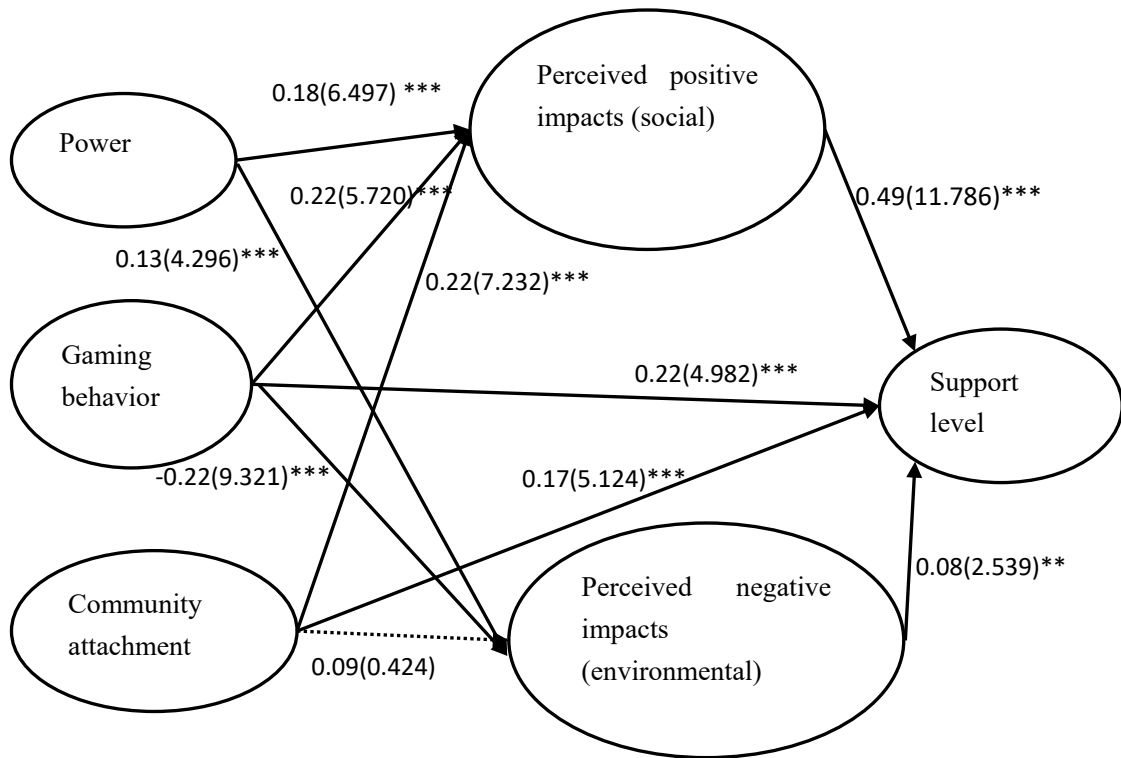 Perceived positive
impacts (social)
0.18(6.497) ***
Power
0.22(5.720)***
0.49(11.786)***
0.13(4.296)***
0.22(7.232)***
Gaming
behavior
0.22(4.982)***
Support
level
-0.22(9.321)***
0.17(5.124)***
Community
attachment
Perceived negative
impacts
(environmental)
0.08(2.539)**
0.09(0.424)